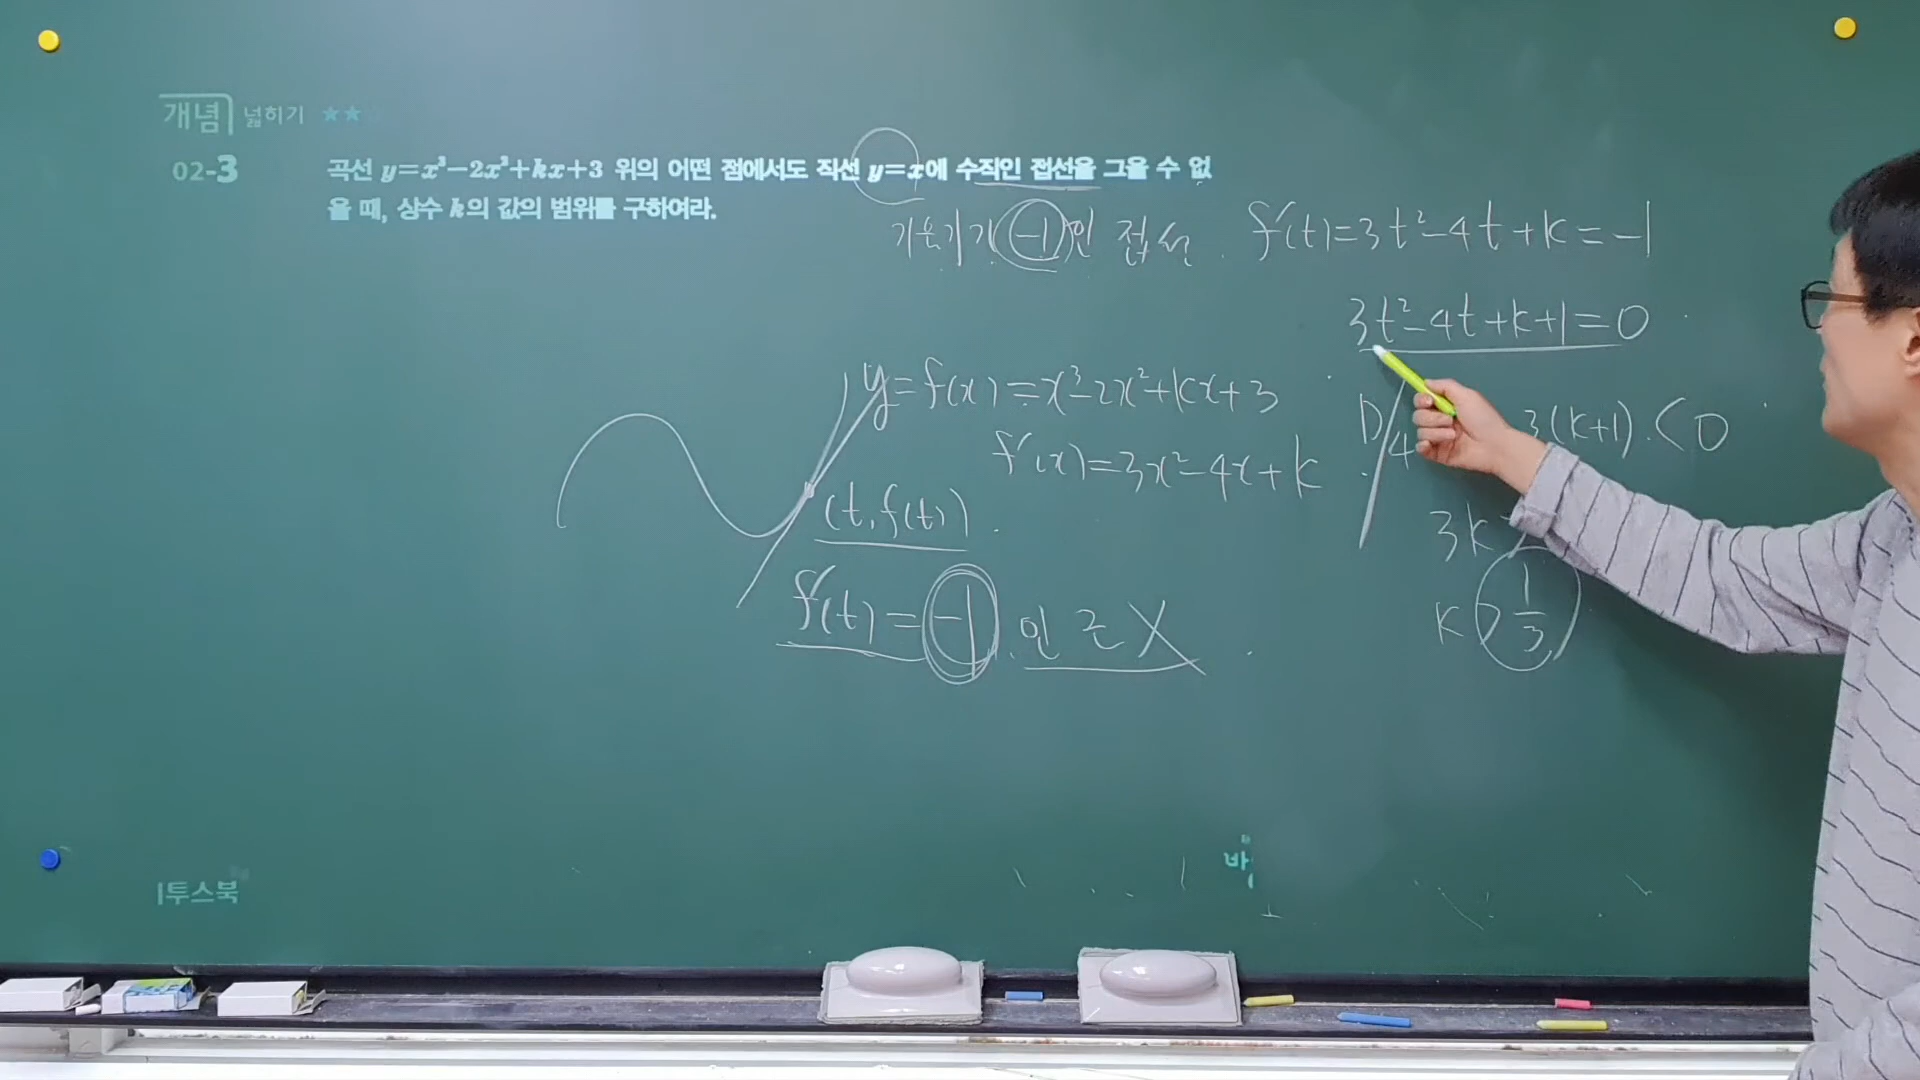 개념 넓히기 ★★
02-3 곡선 y=x³-2x²+kx+3 위의 어떤 점에서도 직선 y=x에 수직인 접선을 그을 수 없
을 때, 상수 k의 값의 범위를 구하여라.
기울기가 -1인 접선.
f'(t)=3t²-4t+k=-1
3t²-4t+k+1=0
y=f(x)=x³-2x²+kx+3
D/4 3(k+1)<0
f'(x)=3x²-4x+k
(t, f(t))
3k
f'(t)=-1인 근 X
k>1/3
투스북